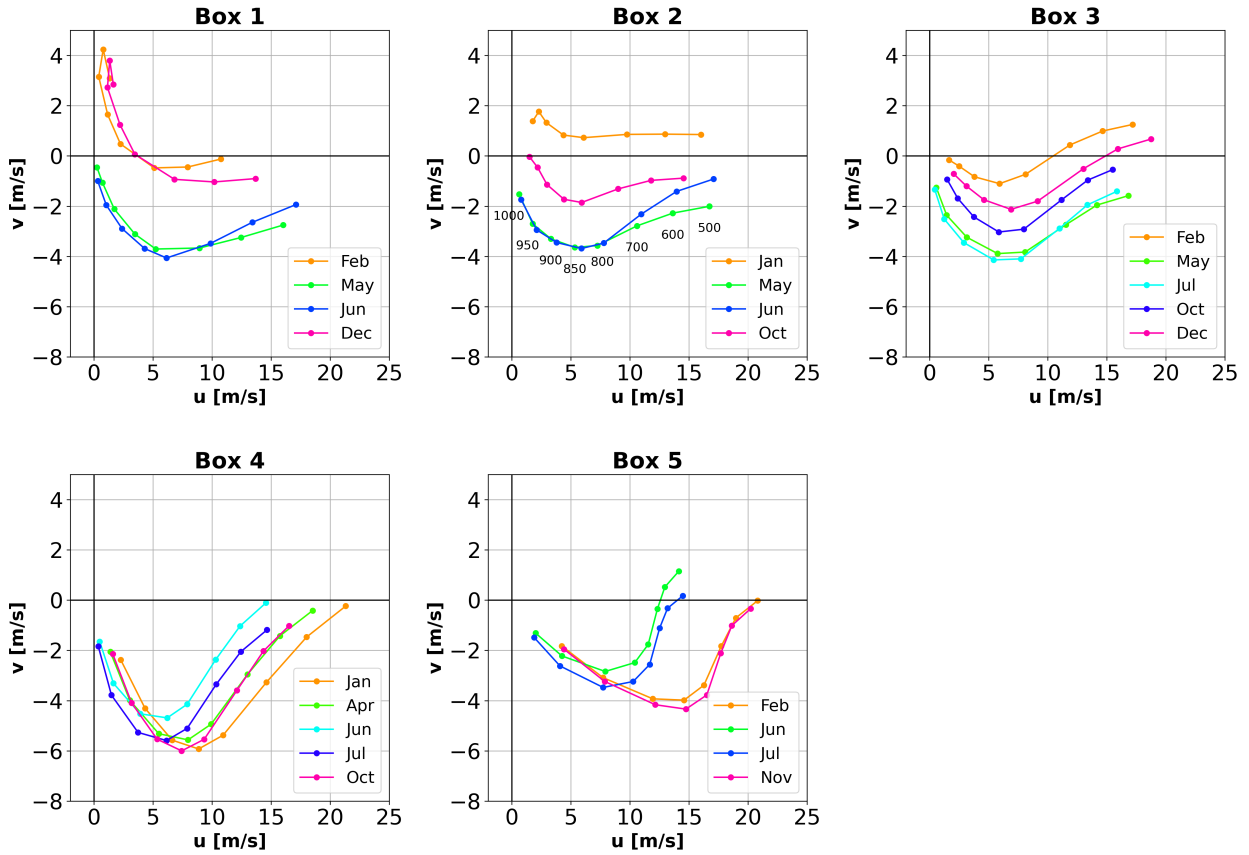 Box 1
4
2
0
−2
−4
−6
−8
v [m/s]
0 5 10 15 20 25
u [m/s]
Feb
May
Jun
Dec
Box 2
4
2
0
−2
−4
−6
−8
v [m/s]
1000
950
900
850
800
700
600
500
0 5 10 15 20 25
u [m/s]
Jan
May
Jun
Oct
Box 3
4
2
0
−2
−4
−6
−8
v [m/s]
0 5 10 15 20 25
u [m/s]
Feb
May
Jul
Oct
Dec
Box 4
4
2
0
−2
−4
−6
−8
v [m/s]
0 5 10 15 20 25
u [m/s]
Jan
Apr
Jun
Jul
Oct
Box 5
4
2
0
−2
−4
−6
−8
v [m/s]
0 5 10 15 20 25
u [m/s]
Feb
Jun
Jul
Nov